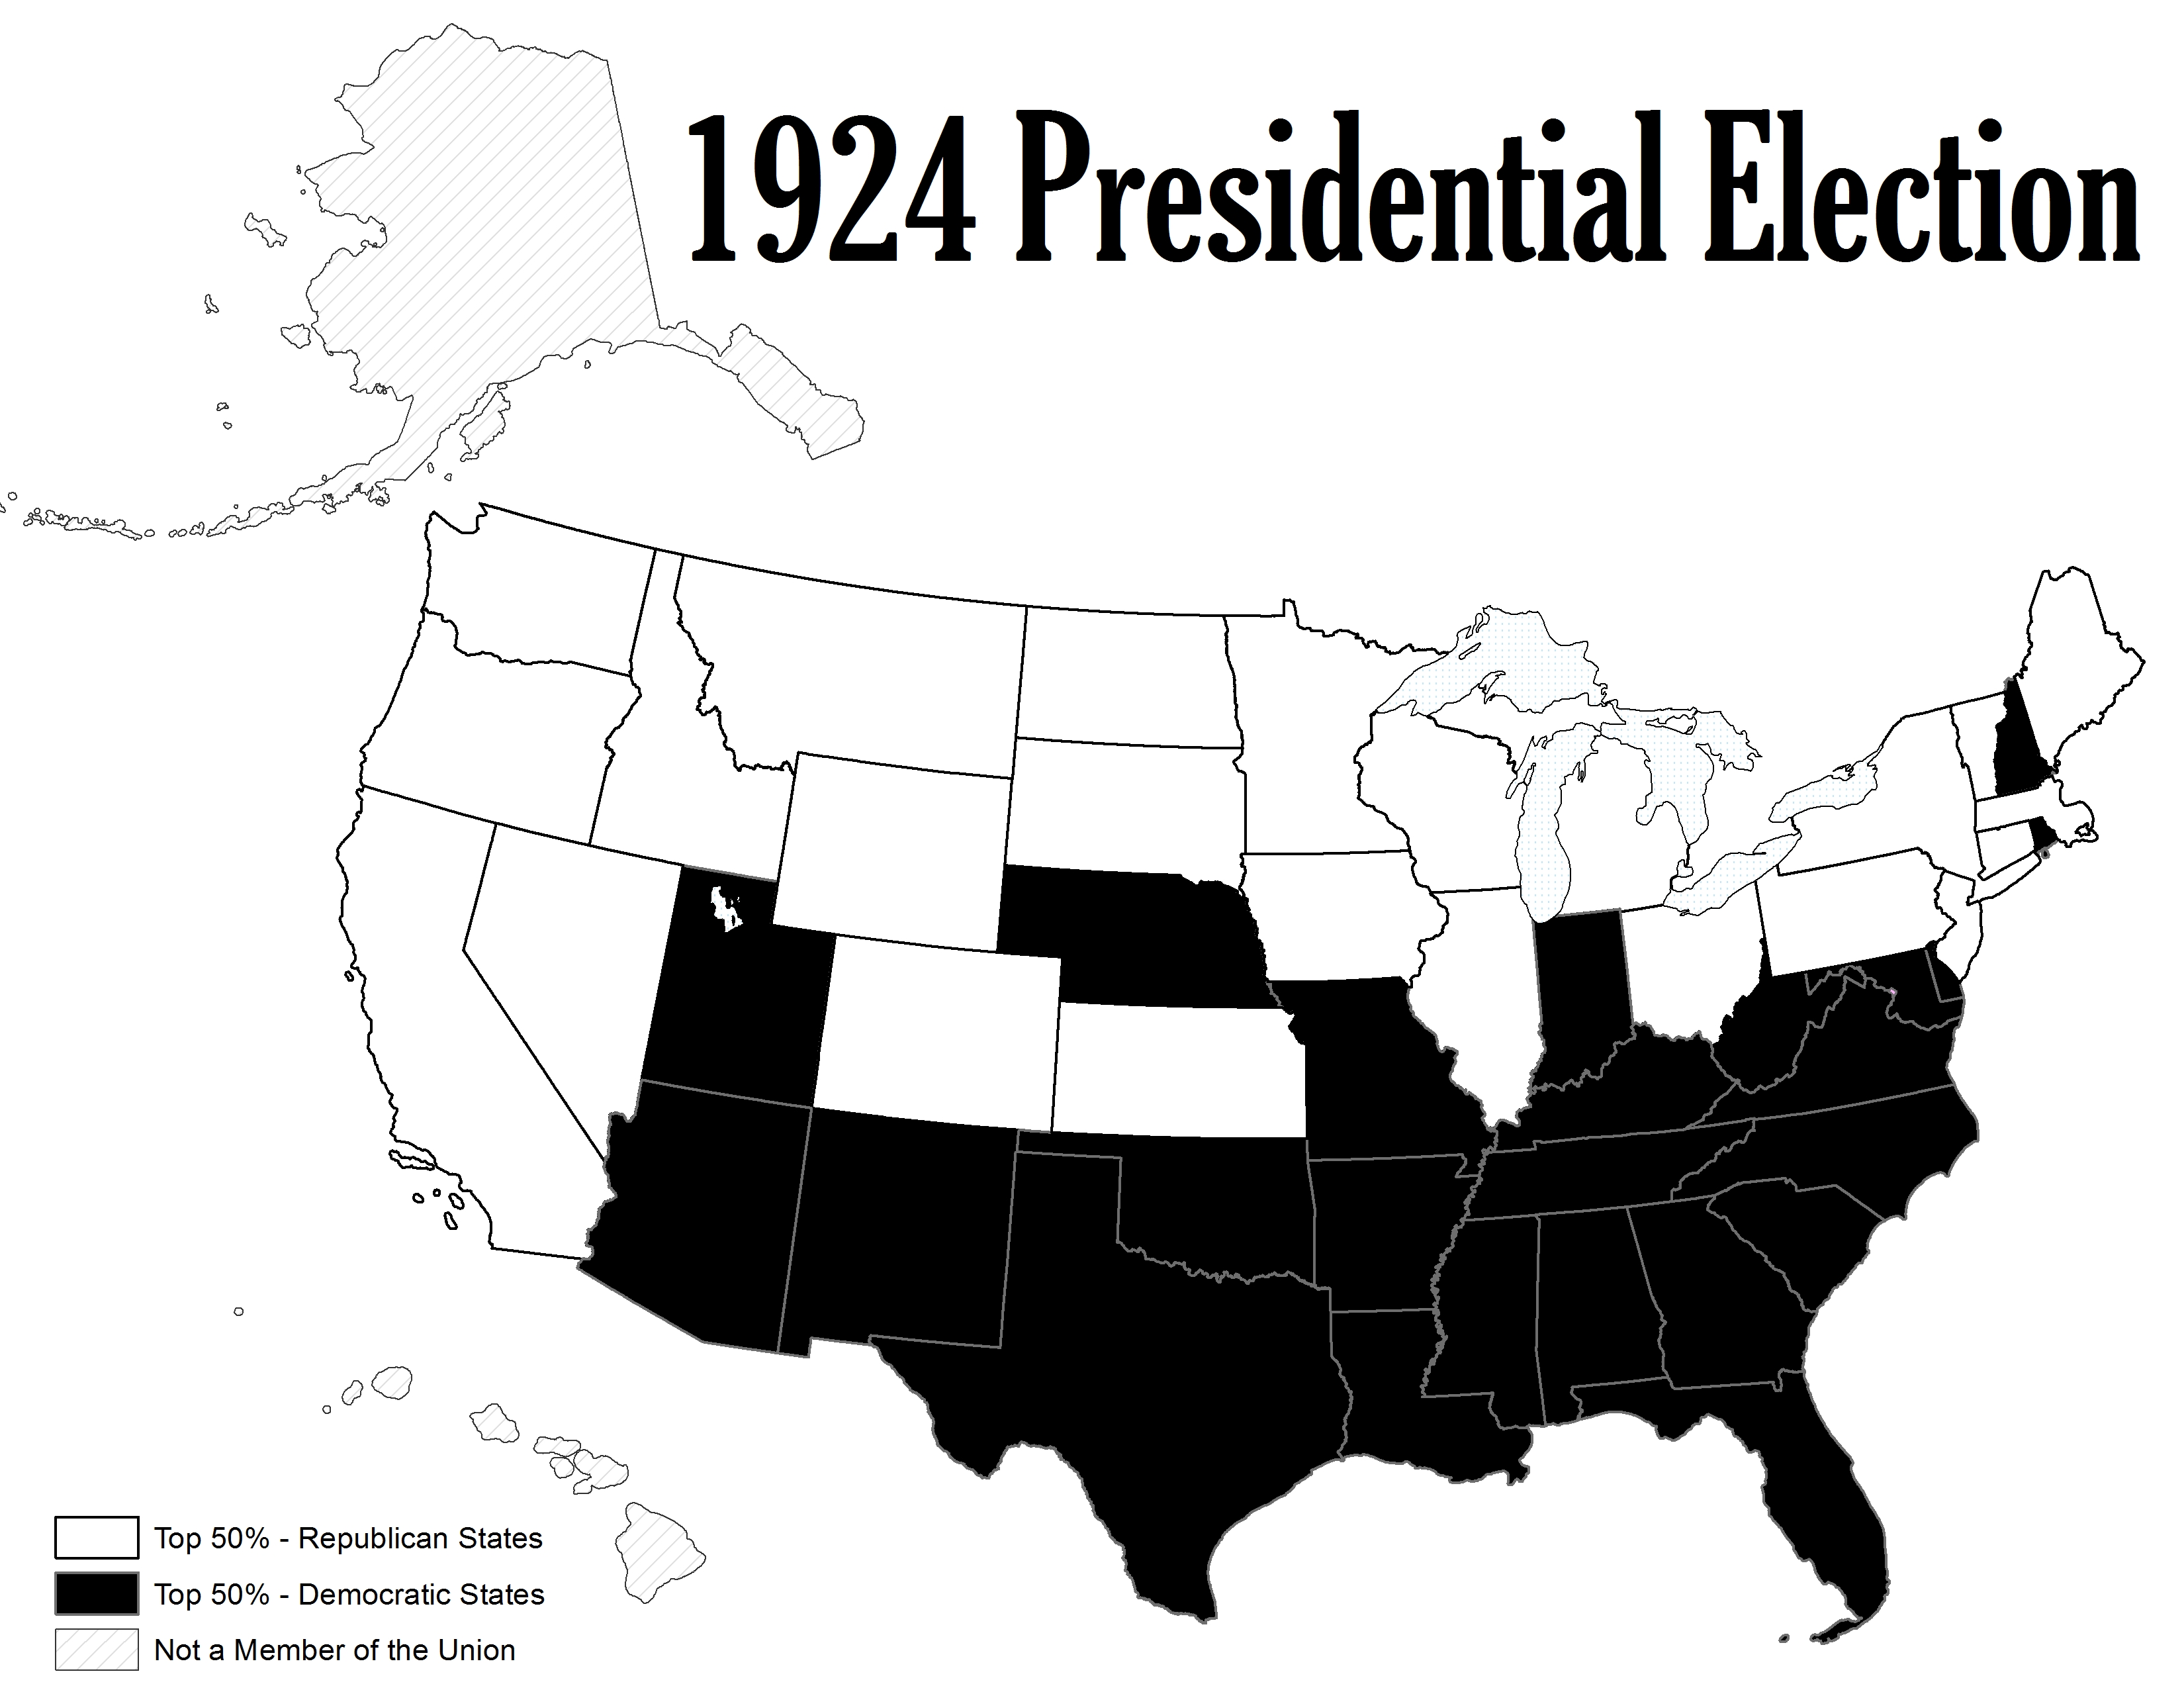 1924 Presidential Election
Top 50% - Republican States
Top 50% - Democratic States
Not a Member of the Union